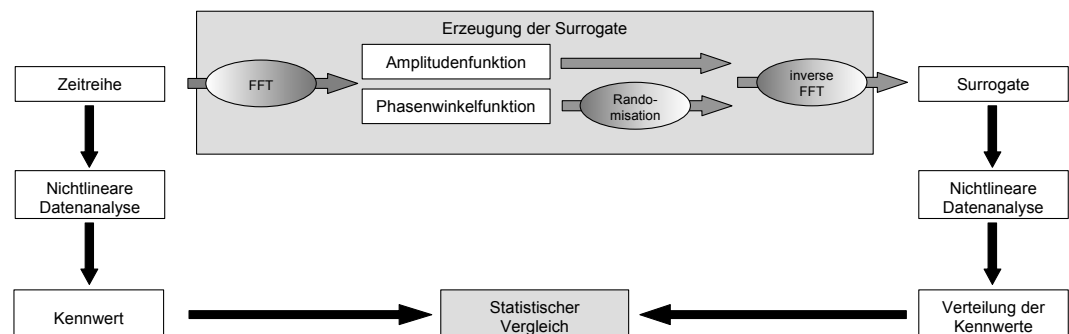 Erzeugung der Surrogate
Zeitreihe
FFT
Amplitudenfunktion
Phasenwinkelfunktion
Rando-
misation
inverse
FFT
Surrogate
Nichtlineare
Datenanalyse
Nichtlineare
Datenanalyse
Kennwert
Statistischer
Vergleich
Verteilung der
Kennwerte